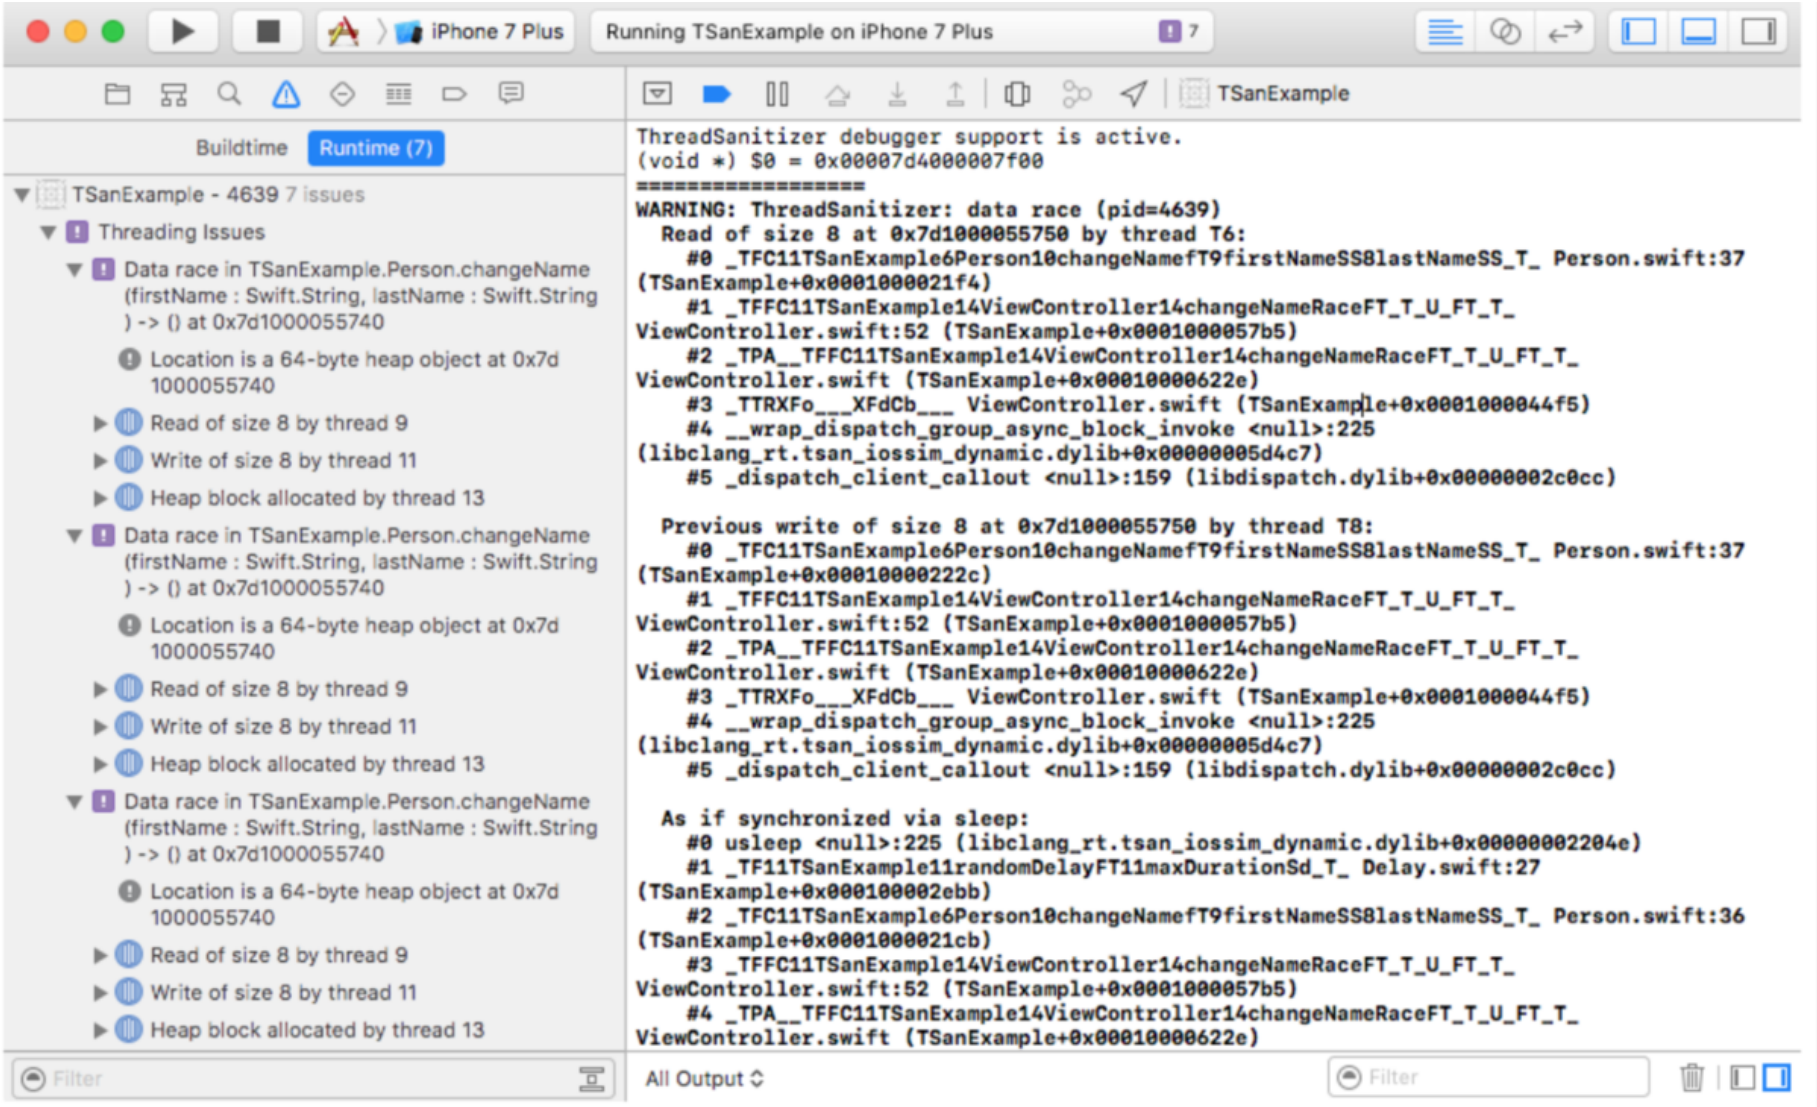 iPhone 7 Plus
Running TSanExample on iPhone 7 Plus
7
TSanExample
Buildtime
Runtime (7)
TSanExample - 4639 7 issues
Threading Issues
Data race in TSanExample.Person.changeName
(firstName : Swift.String, lastName : Swift.String
) -> () at 0x7d1000055740
Location is a 64-byte heap object at 0x7d
1000055740
Read of size 8 by thread 9
Write of size 8 by thread 11
Heap block allocated by thread 13
Data race in TSanExample.Person.changeName
(firstName : Swift.String, lastName : Swift.String
) -> () at 0x7d1000055740
Location is a 64-byte heap object at 0x7d
1000055740
Read of size 8 by thread 9
Write of size 8 by thread 11
Heap block allocated by thread 13
Data race in TSanExample.Person.changeName
(firstName : Swift.String, lastName : Swift.String
) -> () at 0x7d1000055740
Location is a 64-byte heap object at 0x7d
1000055740
Read of size 8 by thread 9
Write of size 8 by thread 11
Heap block allocated by thread 13
Filter
ThreadSanitizer debugger support is active.
(void *) $0 = 0x00007d4000007f00
==================
WARNING: ThreadSanitizer: data race (pid=4639)
Read of size 8 at 0x7d1000055750 by thread T6:
#0 _TFC11TSanExample6Person10changeNamefT9firstNameSS8lastNameSS_T_ Person.swift:37
(TSanExample+0x0001000021f4)
#1 _TFFC11TSanExample14ViewController14changeNameRaceFT_T_U_FT_T_
ViewController.swift:52 (TSanExample+0x0001000057b5)
#2 _TPA__TFFC11TSanExample14ViewController14changeNameRaceFT_T_U_FT_T_
ViewController.swift (TSanExample+0x00010000622e)
#3 _TTRXFo___XFdCb___ ViewController.swift (TSanExample+0x0001000044f5)
#4 __wrap_dispatch_group_async_block_invoke <null>:225
(libclang_rt.tsan_iossim_dynamic.dylib+0x00000005d4c7)
#5 _dispatch_client_callout <null>:159 (libdispatch.dylib+0x00000002c0cc)
Previous write of size 8 at 0x7d1000055750 by thread T8:
#0 _TFC11TSanExample6Person10changeNamefT9firstNameSS8lastNameSS_T_ Person.swift:37
(TSanExample+0x00010000222c)
#1 _TFFC11TSanExample14ViewController14changeNameRaceFT_T_U_FT_T_
ViewController.swift:52 (TSanExample+0x0001000057b5)
#2 _TPA__TFFC11TSanExample14ViewController14changeNameRaceFT_T_U_FT_T_
ViewController.swift (TSanExample+0x00010000622e)
#3 _TTRXFo___XFdCb___ ViewController.swift (TSanExample+0x0001000044f5)
#4 __wrap_dispatch_group_async_block_invoke <null>:225
(libclang_rt.tsan_iossim_dynamic.dylib+0x00000005d4c7)
#5 _dispatch_client_callout <null>:159 (libdispatch.dylib+0x00000002c0cc)
As if synchronized via sleep:
#0 usleep <null>:225 (libclang_rt.tsan_iossim_dynamic.dylib+0x00000002204e)
#1 _TF11TSanExample11randomDelayFT11maxDurationSd_T_ Delay.swift:27
(TSanExample+0x000100002ebb)
#2 _TFC11TSanExample6Person10changeNamefT9firstNameSS8lastNameSS_T_ Person.swift:36
(TSanExample+0x0001000021cb)
#3 _TFFC11TSanExample14ViewController14changeNameRaceFT_T_U_FT_T_
ViewController.swift:52 (TSanExample+0x0001000057b5)
#4 _TPA__TFFC11TSanExample14ViewController14changeNameRaceFT_T_U_FT_T_
ViewController.swift (TSanExample+0x00010000622e)
All Output
Filter